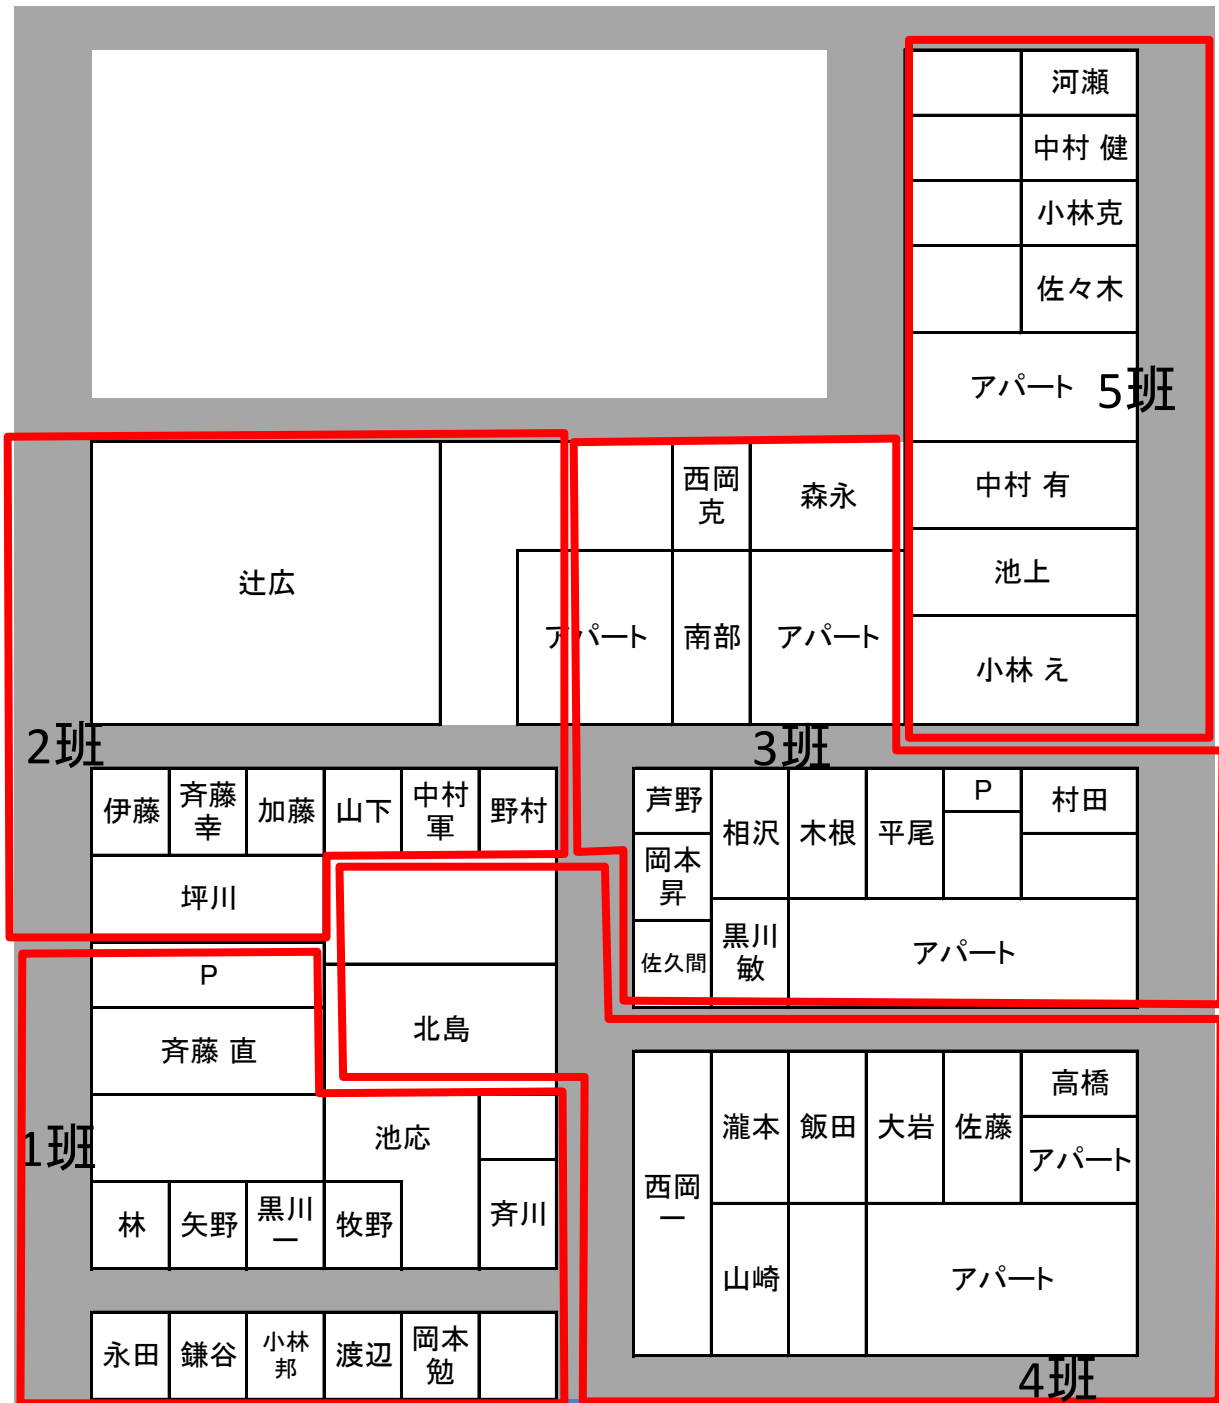 河瀬
中村 健
小林克
佐々木
アパート
5班
中村 有
池上
小林 え
西岡
克
森永
辻広
アパート
南部
アパート
2班
3班
伊藤
斉藤
幸
加藤
山下
中村
軍
野村
坪川
芦野
相沢
木根
平尾
P
村田
岡本
昇
佐久間
黒川
敏
アパート
P
斉藤 直
北島
1班
池応
林
矢野
黒川
一
牧野
斉川
永田
鎌谷
小林
邦
渡辺
岡本
勉
西岡
一
瀧本
飯田
大岩
佐藤
高橋
アパート
山崎
アパート
4班